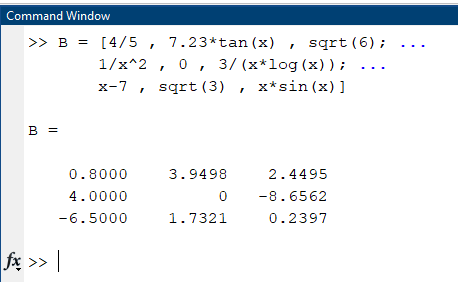 Command Window
>> B = [4/5 , 7.23*tan(x) , sqrt(6); ...
1/x^2 , 0 , 3/(x*log(x)); ...
x-7 , sqrt(3) , x*sin(x)]
B =
0.8000 3.9498 2.4495
4.0000 0 -8.6562
-6.5000 1.7321 0.2397
fx >>